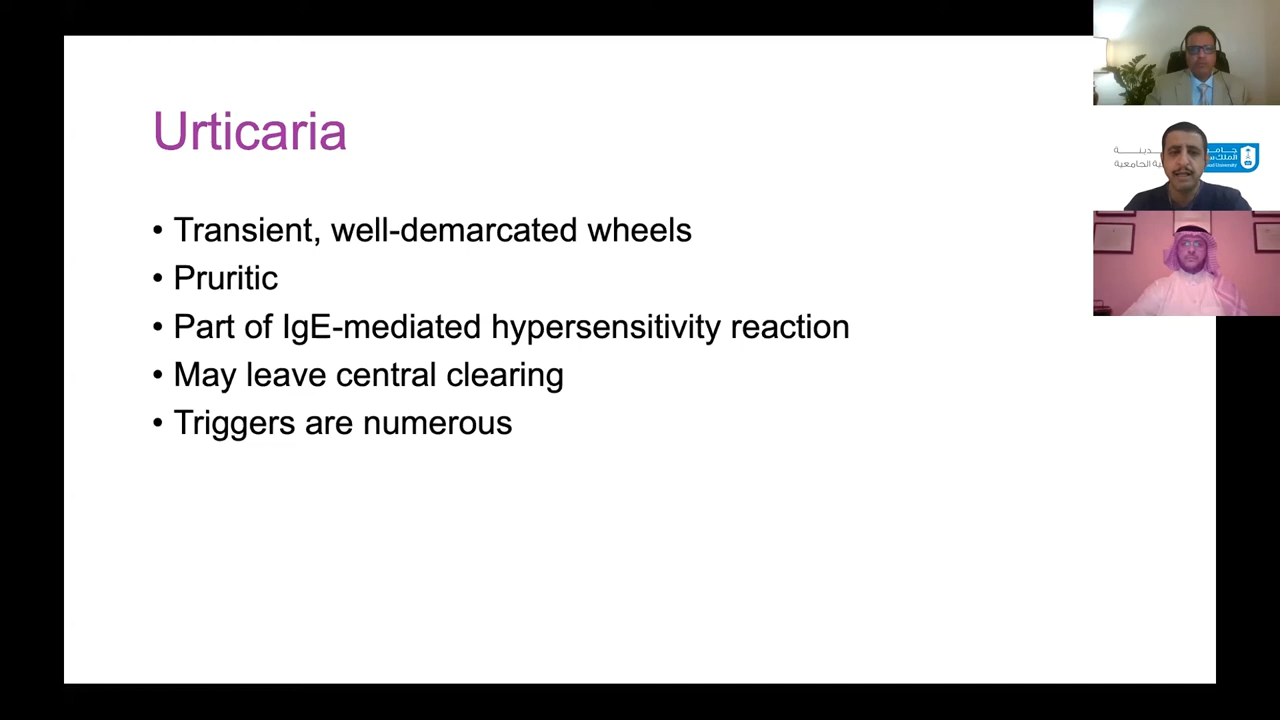 Urticaria
• Transient, well-demarcated wheels
• Pruritic
• Part of IgE-mediated hypersensitivity reaction
• May leave central clearing
• Triggers are numerous